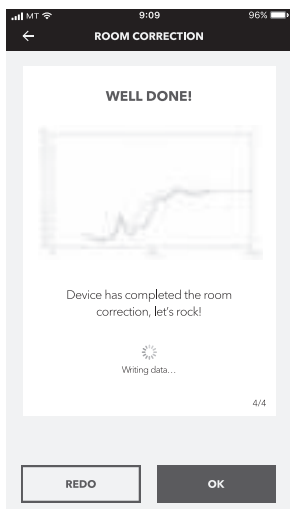 MT 9:09 96%
ROOM CORRECTION
WELL DONE!
Device has completed the room
correction, let's rock!
Writing data...
4/4
REDO OK